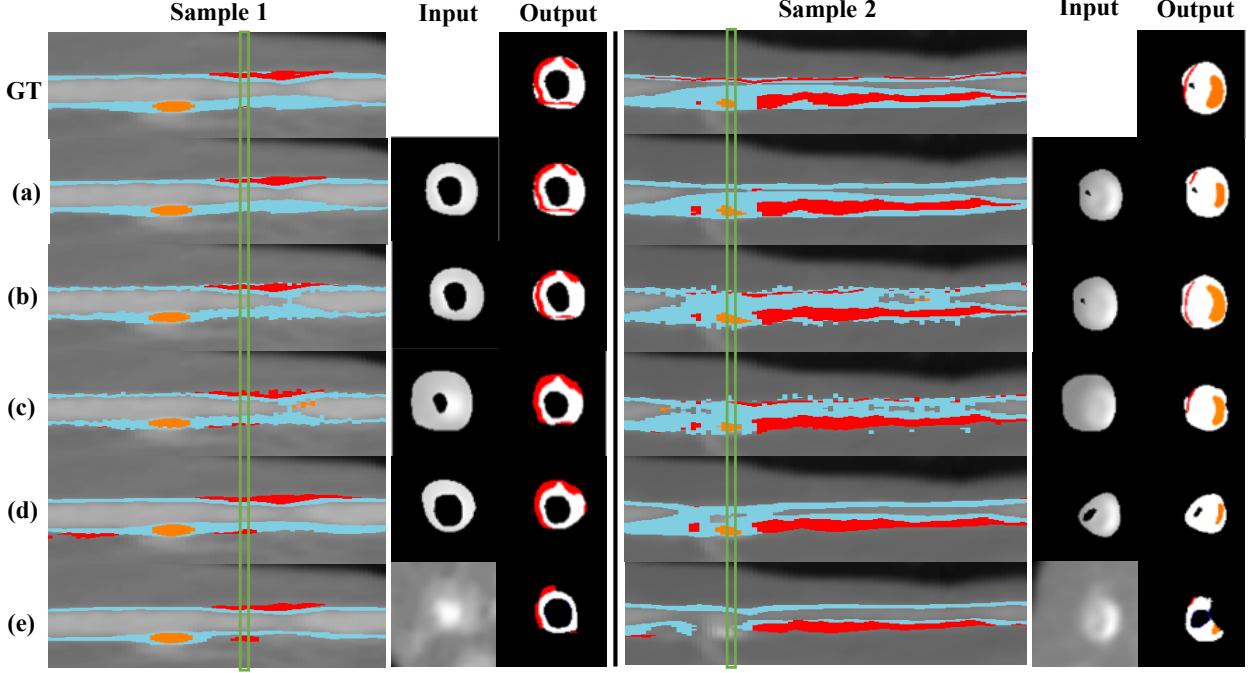 Sample 1 Input Output Sample 2 Input Output
GT
(a)
(b)
(c)
(d)
(e)